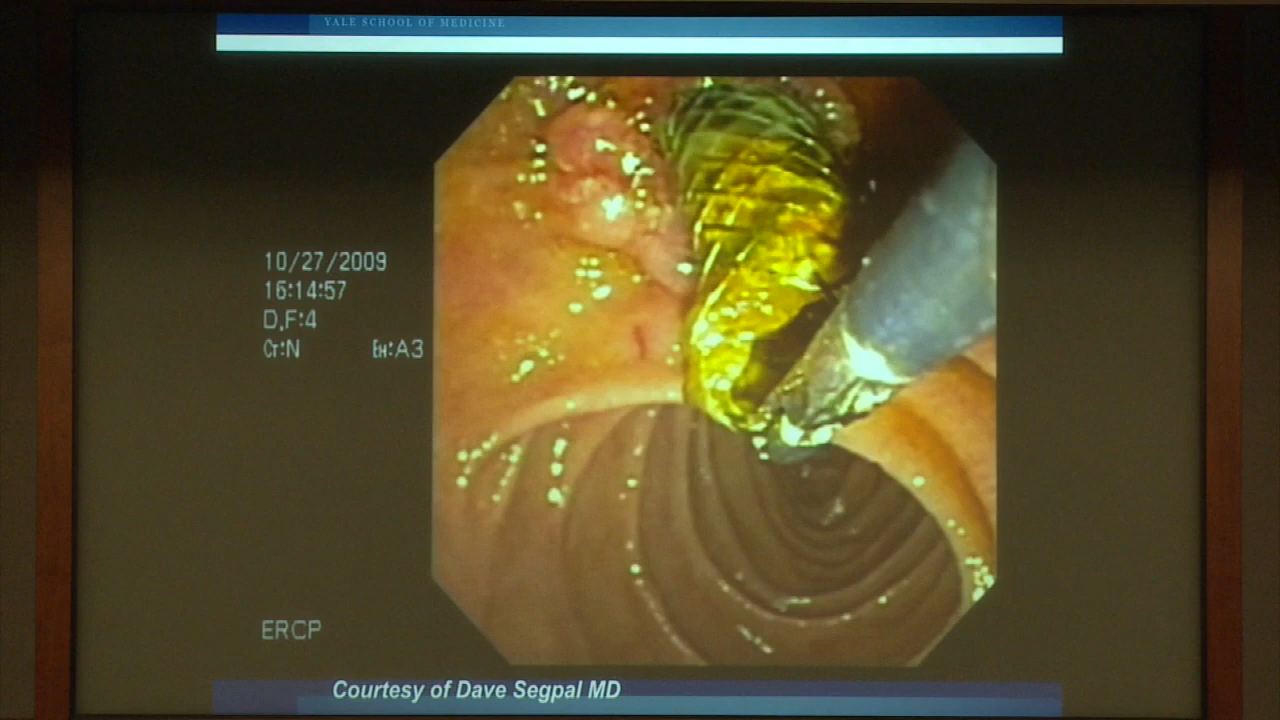 YALE SCHOOL OF MEDICINE
10/27/2009
16:14:57
D.F:4
Cr:N EH:A3
ERCP
Courtesy of Dave Segpal MD